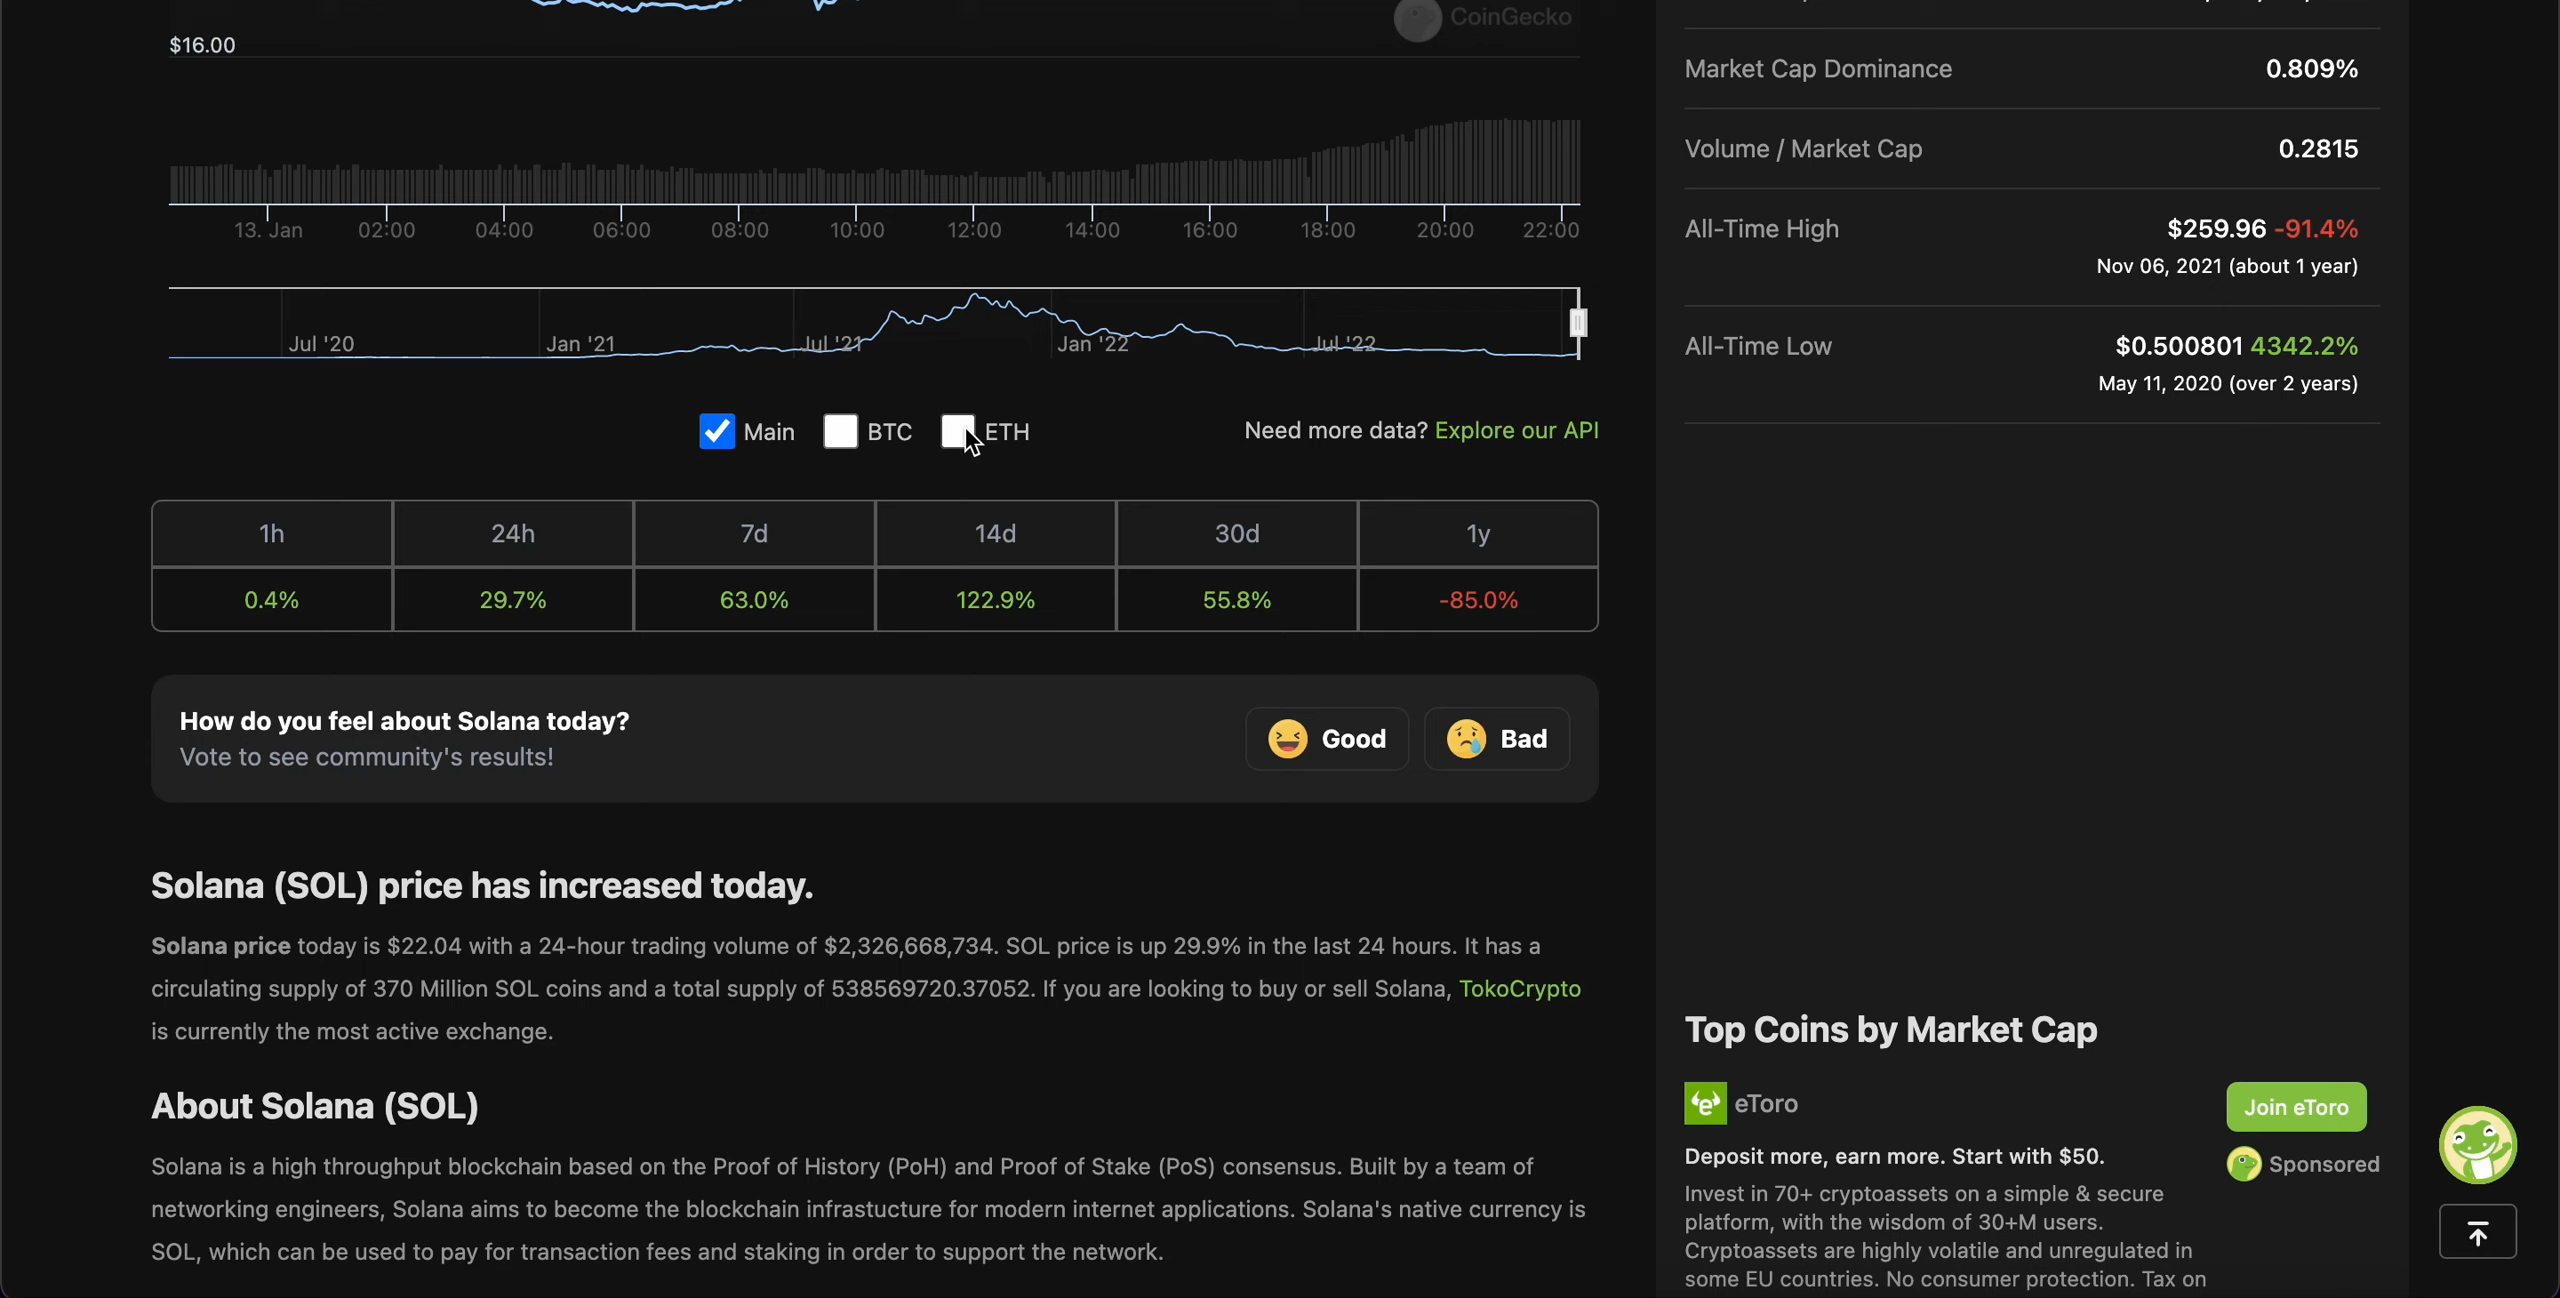 CoinGecko
$16.00
13. Jan 02:00 04:00 06:00 08:00 10:00 12:00 14:00 16:00 18:00 20:00 22:00
Jul '20 Jan '21 Jul '21 Jan '22 Jul '22
Main BTC ETH
Need more data? Explore our API
1h 24h 7d 14d 30d 1y
0.4% 29.7% 63.0% 122.9% 55.8% -85.0%
How do you feel about Solana today?
Vote to see community's results!
Good Bad
Solana (SOL) price has increased today.
Solana price today is $22.04 with a 24-hour trading volume of $2,326,668,734. SOL price is up 29.9% in the last 24 hours. It has a
circulating supply of 370 Million SOL coins and a total supply of 538569720.37052. If you are looking to buy or sell Solana, TokoCrypto
is currently the most active exchange.
About Solana (SOL)
Solana is a high throughput blockchain based on the Proof of History (PoH) and Proof of Stake (PoS) consensus. Built by a team of
networking engineers, Solana aims to become the blockchain infrastucture for modern internet applications. Solana's native currency is
SOL, which can be used to pay for transaction fees and staking in order to support the network.
Market Cap Dominance 0.809%
Volume / Market Cap 0.2815
All-Time High $259.96 -91.4%
Nov 06, 2021 (about 1 year)
All-Time Low $0.500801 4342.2%
May 11, 2020 (over 2 years)
Top Coins by Market Cap
eToro
Join eToro
Deposit more, earn more. Start with $50.
Sponsored
Invest in 70+ cryptoassets on a simple & secure
platform, with the wisdom of 30+M users.
Cryptoassets are highly volatile and unregulated in
some EU countries. No consumer protection. Tax on